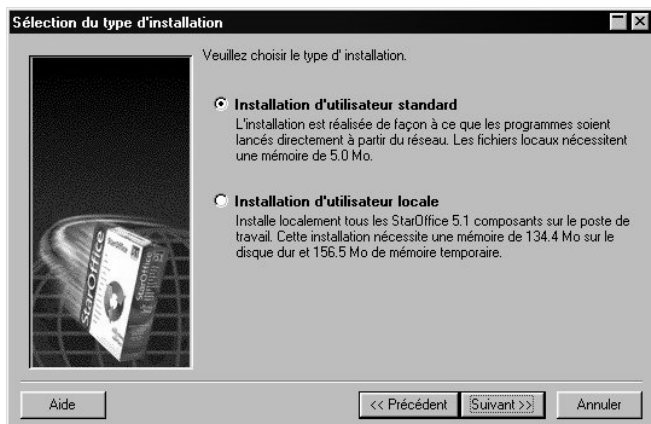 Sélection du type d'installation
Veuillez choisir le type d' installation.
Installation d'utilisateur standard
L'installation est réalisée de façon à ce que les programmes soient
lancés directement à partir du réseau. Les fichiers locaux nécessitent
une mémoire de 5.0 Mo.
Installation d'utilisateur locale
Installe localement tous les StarOffice 5.1 composants sur le poste de
travail. Cette installation nécessite une mémoire de 134.4 Mo sur le
disque dur et 156.5 Mo de mémoire temporaire.
StarOffice
StarOffice
StarOffice
StarOffice
Aide
<< Précédent
Suivant >>
Annuler